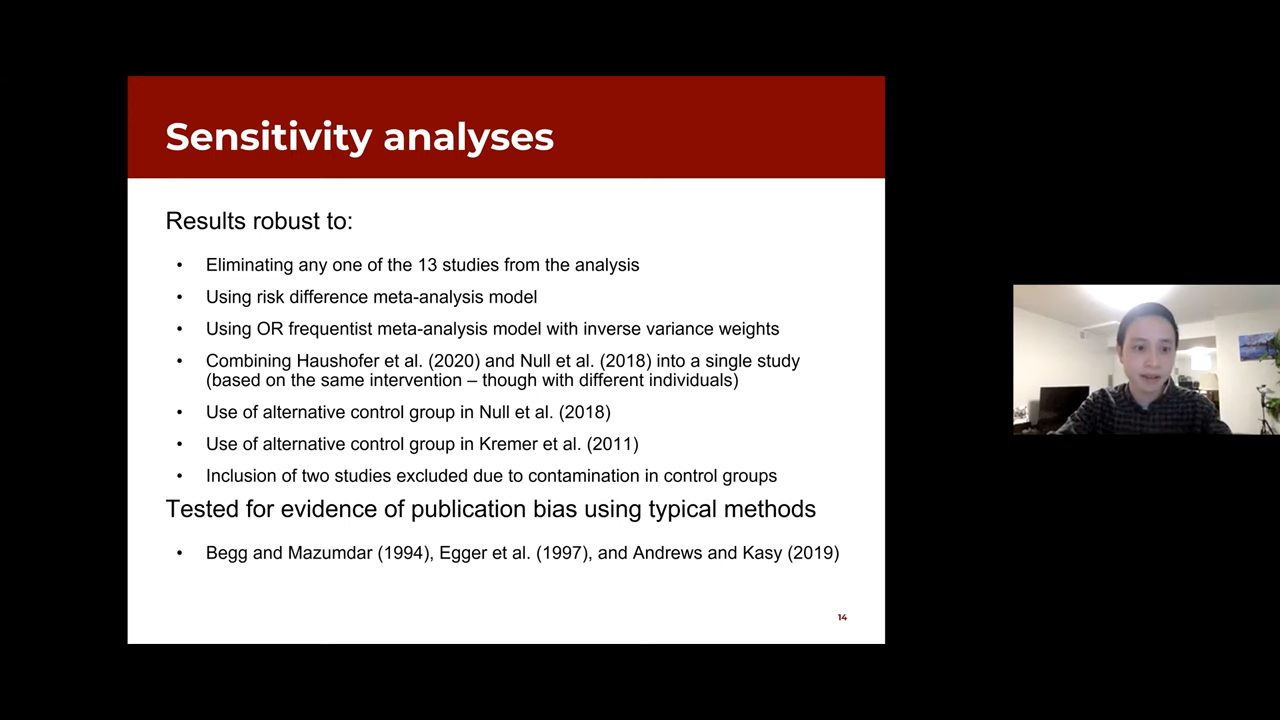 Sensitivity analyses
Results robust to:
• Eliminating any one of the 13 studies from the analysis
• Using risk difference meta-analysis model
• Using OR frequentist meta-analysis model with inverse variance weights
• Combining Haushofer et al. (2020) and Null et al. (2018) into a single study
(based on the same intervention – though with different individuals)
• Use of alternative control group in Null et al. (2018)
• Use of alternative control group in Kremer et al. (2011)
• Inclusion of two studies excluded due to contamination in control groups
Tested for evidence of publication bias using typical methods
• Begg and Mazumdar (1994), Egger et al. (1997), and Andrews and Kasy (2019)
14